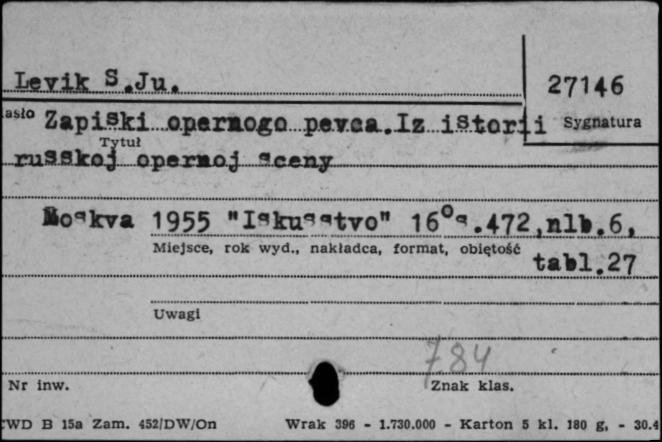 Levik S.Ju.
27146
asło Zapiski opernogo pevca.Iz istorii Sygnatura
Tytuł
russkoj opernoj sceny
Moskva 1955 "Iskusstvo" 16° s.472,nlb.6,
Miejsce, rok wyd., nakładca, format, objętość
tabl.27
Uwagi
784
Nr inw. Znak klas.
CWD B 15a Zam. 452/DW/On Wrak 396 - 1.730.000 - Karton 5 kl. 180 g. - 30.4